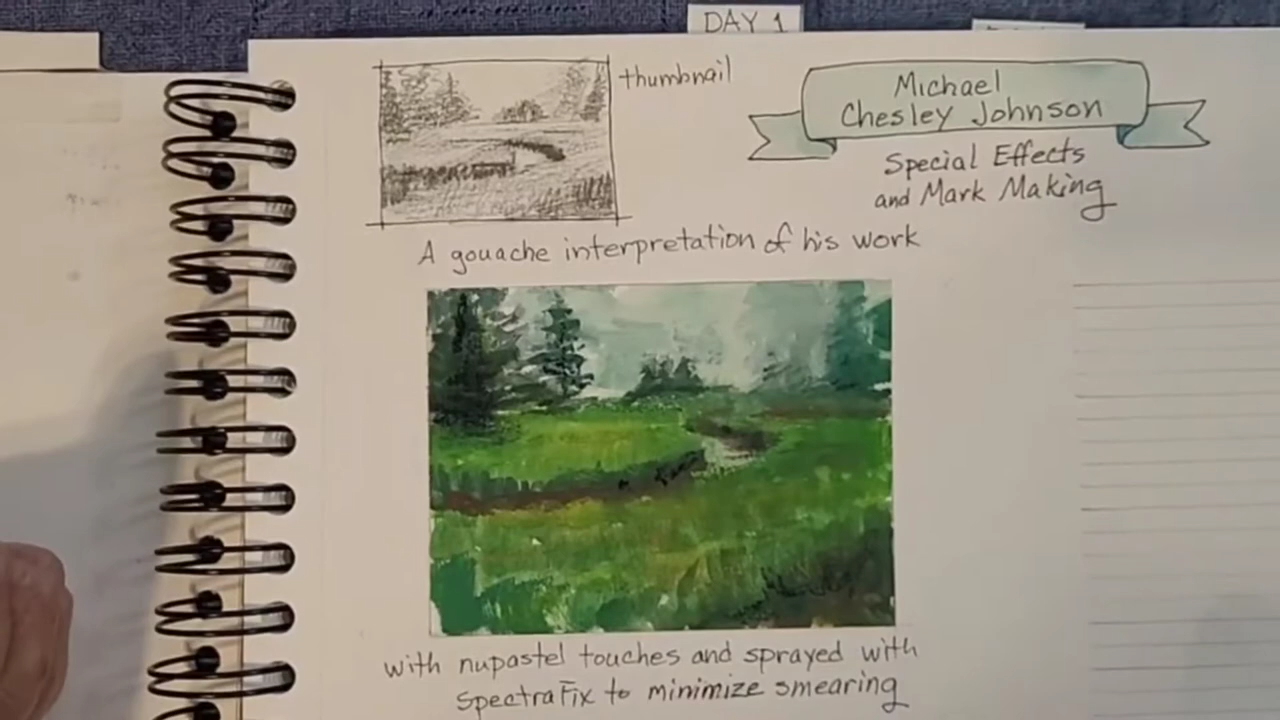 DAY 1
thumbnail
Michael
Chesley Johnson
Special Effects
and Mark Making
A gouache interpretation of his work
with nupastel touches and sprayed with
SpectraFix to minimize smearing